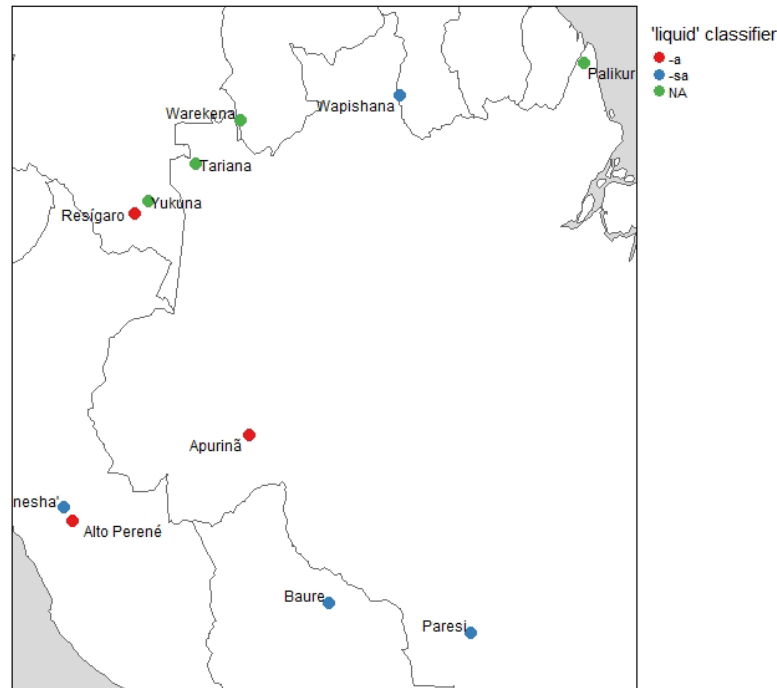 'liquid' classifier
-a
-sa
NA
Palikur
Wapishana
Warekena
Tariana
Yukuna
Resígaro
Apurinã
nesha'
Alto Perené
Baure
Paresi